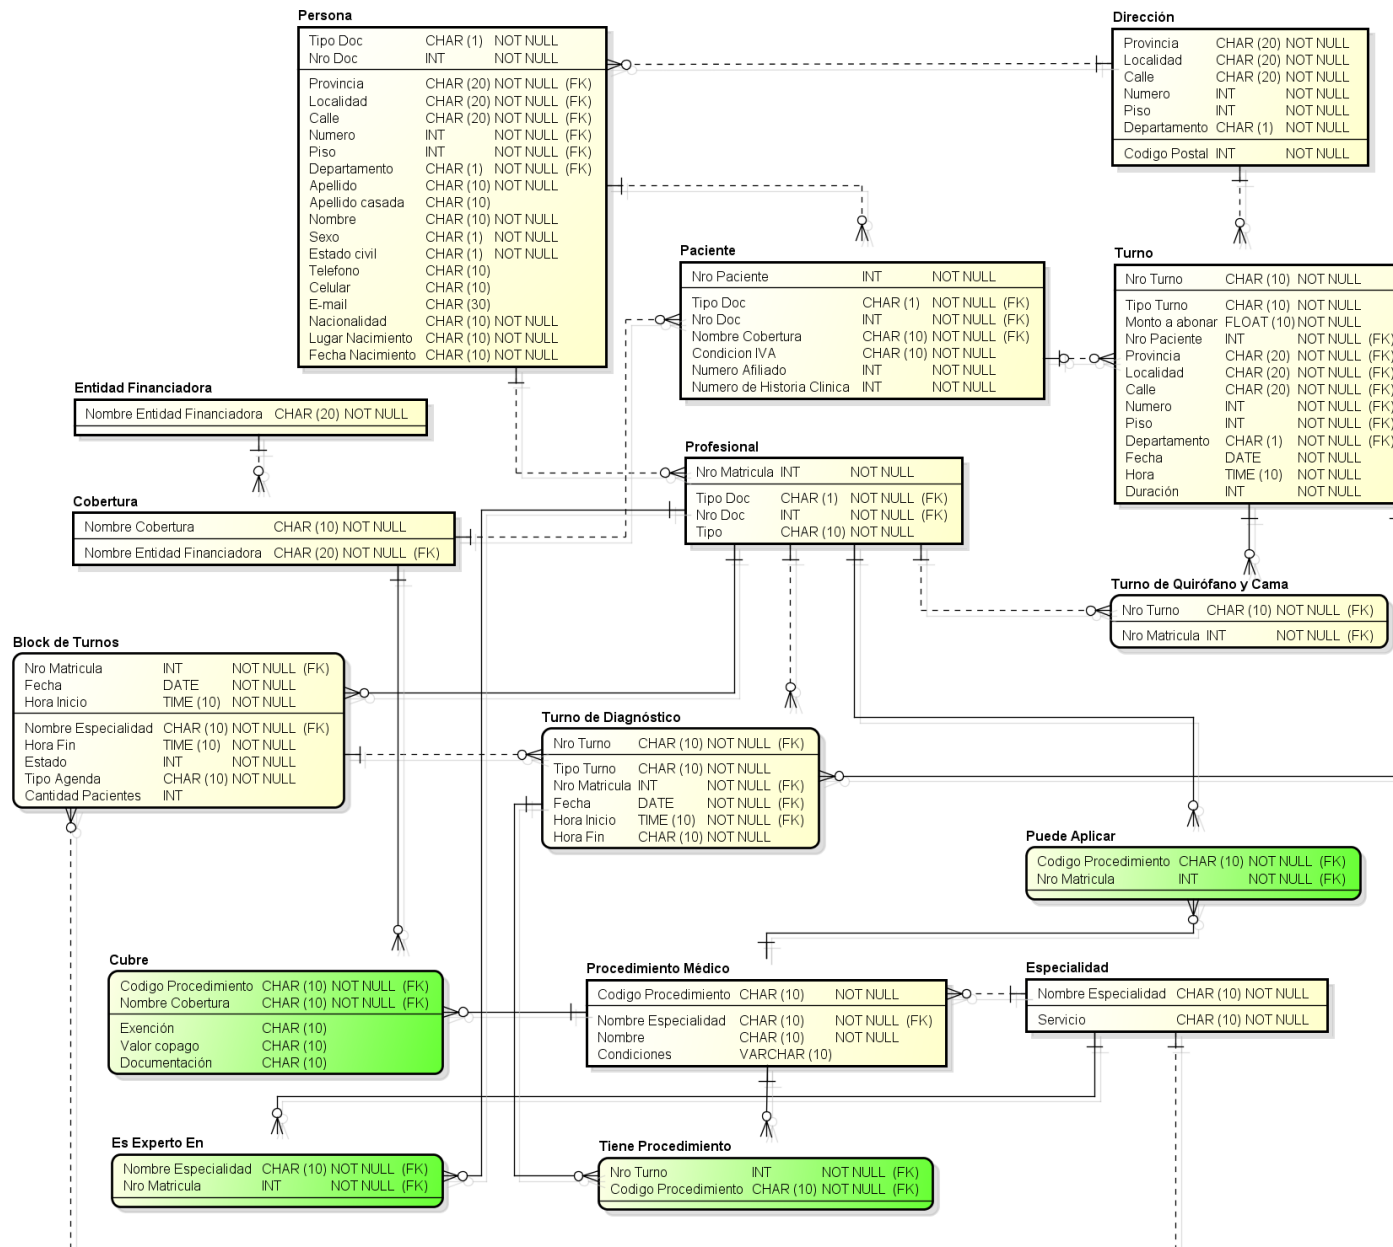 Persona
Tipo Doc CHAR (1) NOT NULL
Nro Doc INT NOT NULL
Provincia CHAR (20) NOT NULL (FK)
Localidad CHAR (20) NOT NULL (FK)
Calle CHAR (20) NOT NULL (FK)
Numero INT NOT NULL (FK)
Piso INT NOT NULL (FK)
Departamento CHAR (1) NOT NULL (FK)
Apellido CHAR (10) NOT NULL
Apellido casada CHAR (10)
Nombre CHAR (10) NOT NULL
Sexo CHAR (1) NOT NULL
Estado civil CHAR (1) NOT NULL
Telefono CHAR (10)
Celular CHAR (10)
E-mail CHAR (30)
Nacionalidad CHAR (10) NOT NULL
Lugar Nacimiento CHAR (10) NOT NULL
Fecha Nacimiento CHAR (10) NOT NULL
Dirección
Provincia CHAR (20) NOT NULL
Localidad CHAR (20) NOT NULL
Calle CHAR (20) NOT NULL
Numero INT NOT NULL
Piso INT NOT NULL
Departamento CHAR (1) NOT NULL
Codigo Postal INT NOT NULL
Paciente
Nro Paciente INT NOT NULL
Tipo Doc CHAR (1) NOT NULL (FK)
Nro Doc INT NOT NULL (FK)
Nombre Cobertura CHAR (10) NOT NULL (FK)
Condicion IVA CHAR (10) NOT NULL
Numero Afiliado INT NOT NULL
Numero de Historia Clinica INT NOT NULL
Turno
Nro Turno CHAR (10) NOT NULL
Tipo Turno CHAR (10) NOT NULL
Monto a abonar FLOAT (10) NOT NULL
Nro Paciente INT NOT NULL (FK)
Provincia CHAR (20) NOT NULL (FK)
Localidad CHAR (20) NOT NULL (FK)
Calle CHAR (20) NOT NULL (FK)
Numero INT NOT NULL (FK)
Piso INT NOT NULL (FK)
Departamento CHAR (1) NOT NULL (FK)
Fecha DATE NOT NULL
Hora TIME (10) NOT NULL
Duración INT NOT NULL
Entidad Financiadora
Nombre Entidad Financiadora CHAR (20) NOT NULL
Cobertura
Nombre Cobertura CHAR (10) NOT NULL
Nombre Entidad Financiadora CHAR (20) NOT NULL (FK)
Profesional
Nro Matricula INT NOT NULL
Tipo Doc CHAR (1) NOT NULL (FK)
Nro Doc INT NOT NULL (FK)
Tipo CHAR (10) NOT NULL
Turno de Quirófano y Cama
Nro Turno CHAR (10) NOT NULL (FK)
Nro Matricula INT NOT NULL (FK)
Block de Turnos
Nro Matricula INT NOT NULL (FK)
Fecha DATE NOT NULL
Hora Inicio TIME (10) NOT NULL
Nombre Especialidad CHAR (10) NOT NULL (FK)
Hora Fin TIME (10) NOT NULL
Estado INT NOT NULL
Tipo Agenda CHAR (10) NOT NULL
Cantidad Pacientes INT
Turno de Diagnóstico
Nro Turno CHAR (10) NOT NULL (FK)
Tipo Turno CHAR (10) NOT NULL
Nro Matricula INT NOT NULL (FK)
Fecha DATE NOT NULL (FK)
Hora Inicio TIME (10) NOT NULL (FK)
Hora Fin CHAR (10) NOT NULL
Puede Aplicar
Codigo Procedimiento CHAR (10) NOT NULL (FK)
Nro Matricula INT NOT NULL (FK)
Cubre
Codigo Procedimiento CHAR (10) NOT NULL (FK)
Nombre Cobertura CHAR (10) NOT NULL (FK)
Exención CHAR (10)
Valor copago CHAR (10)
Documentación CHAR (10)
Procedimiento Médico
Codigo Procedimiento CHAR (10) NOT NULL
Nombre Especialidad CHAR (10) NOT NULL (FK)
Nombre CHAR (10) NOT NULL
Condiciones VARCHAR (10)
Especialidad
Nombre Especialidad CHAR (10) NOT NULL
Servicio CHAR (10) NOT NULL
Es Experto En
Nombre Especialidad CHAR (10) NOT NULL (FK)
Nro Matricula INT NOT NULL (FK)
Tiene Procedimiento
Nro Turno INT NOT NULL (FK)
Codigo Procedimiento CHAR (10) NOT NULL (FK)